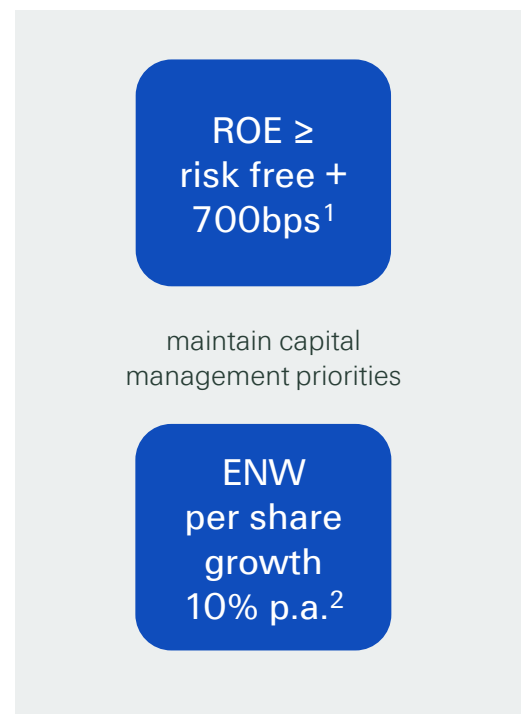 ROE ≥
risk free +
700bps¹
maintain capital
management priorities
ENW
per share
growth
10% p.a.²